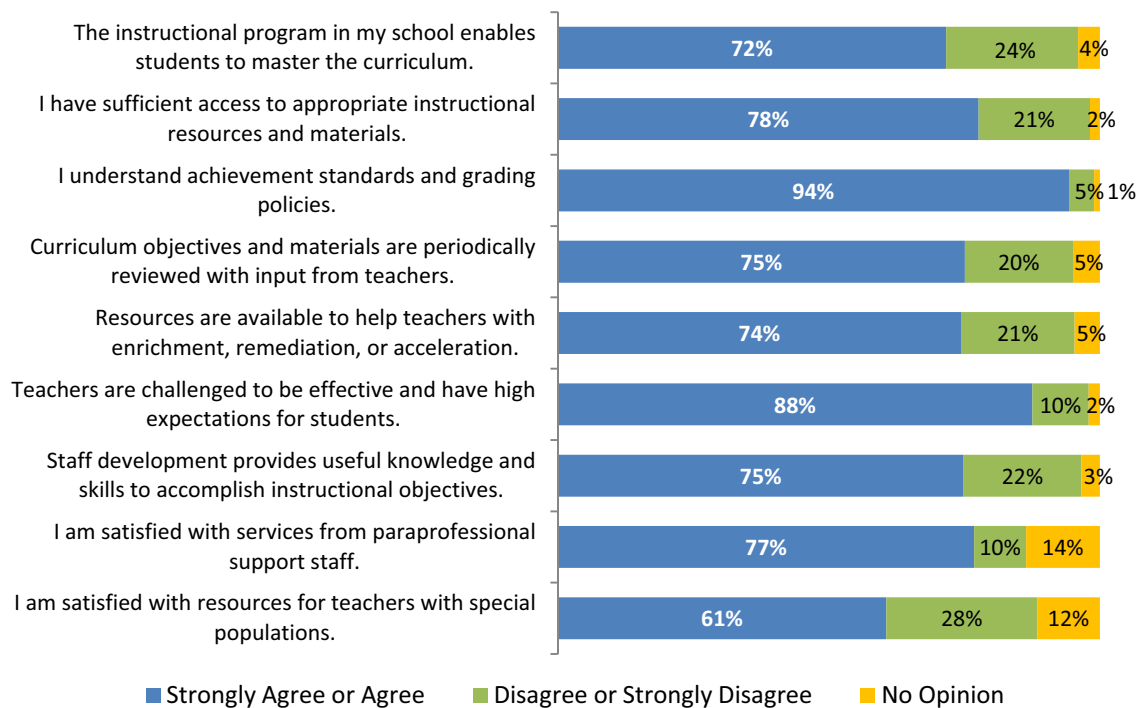 The instructional program in my school enables
students to master the curriculum.
72% 24% 4%
I have sufficient access to appropriate instructional
resources and materials.
78% 21% 2%
I understand achievement standards and grading
policies.
94% 5% 1%
Curriculum objectives and materials are periodically
reviewed with input from teachers.
75% 20% 5%
Resources are available to help teachers with
enrichment, remediation, or acceleration.
74% 21% 5%
Teachers are challenged to be effective and have high
expectations for students.
88% 10% 2%
Staff development provides useful knowledge and
skills to accomplish instructional objectives.
75% 22% 3%
I am satisfied with services from paraprofessional
support staff.
77% 10% 14%
I am satisfied with resources for teachers with special
populations.
61% 28% 12%
Strongly Agree or Agree Disagree or Strongly Disagree No Opinion